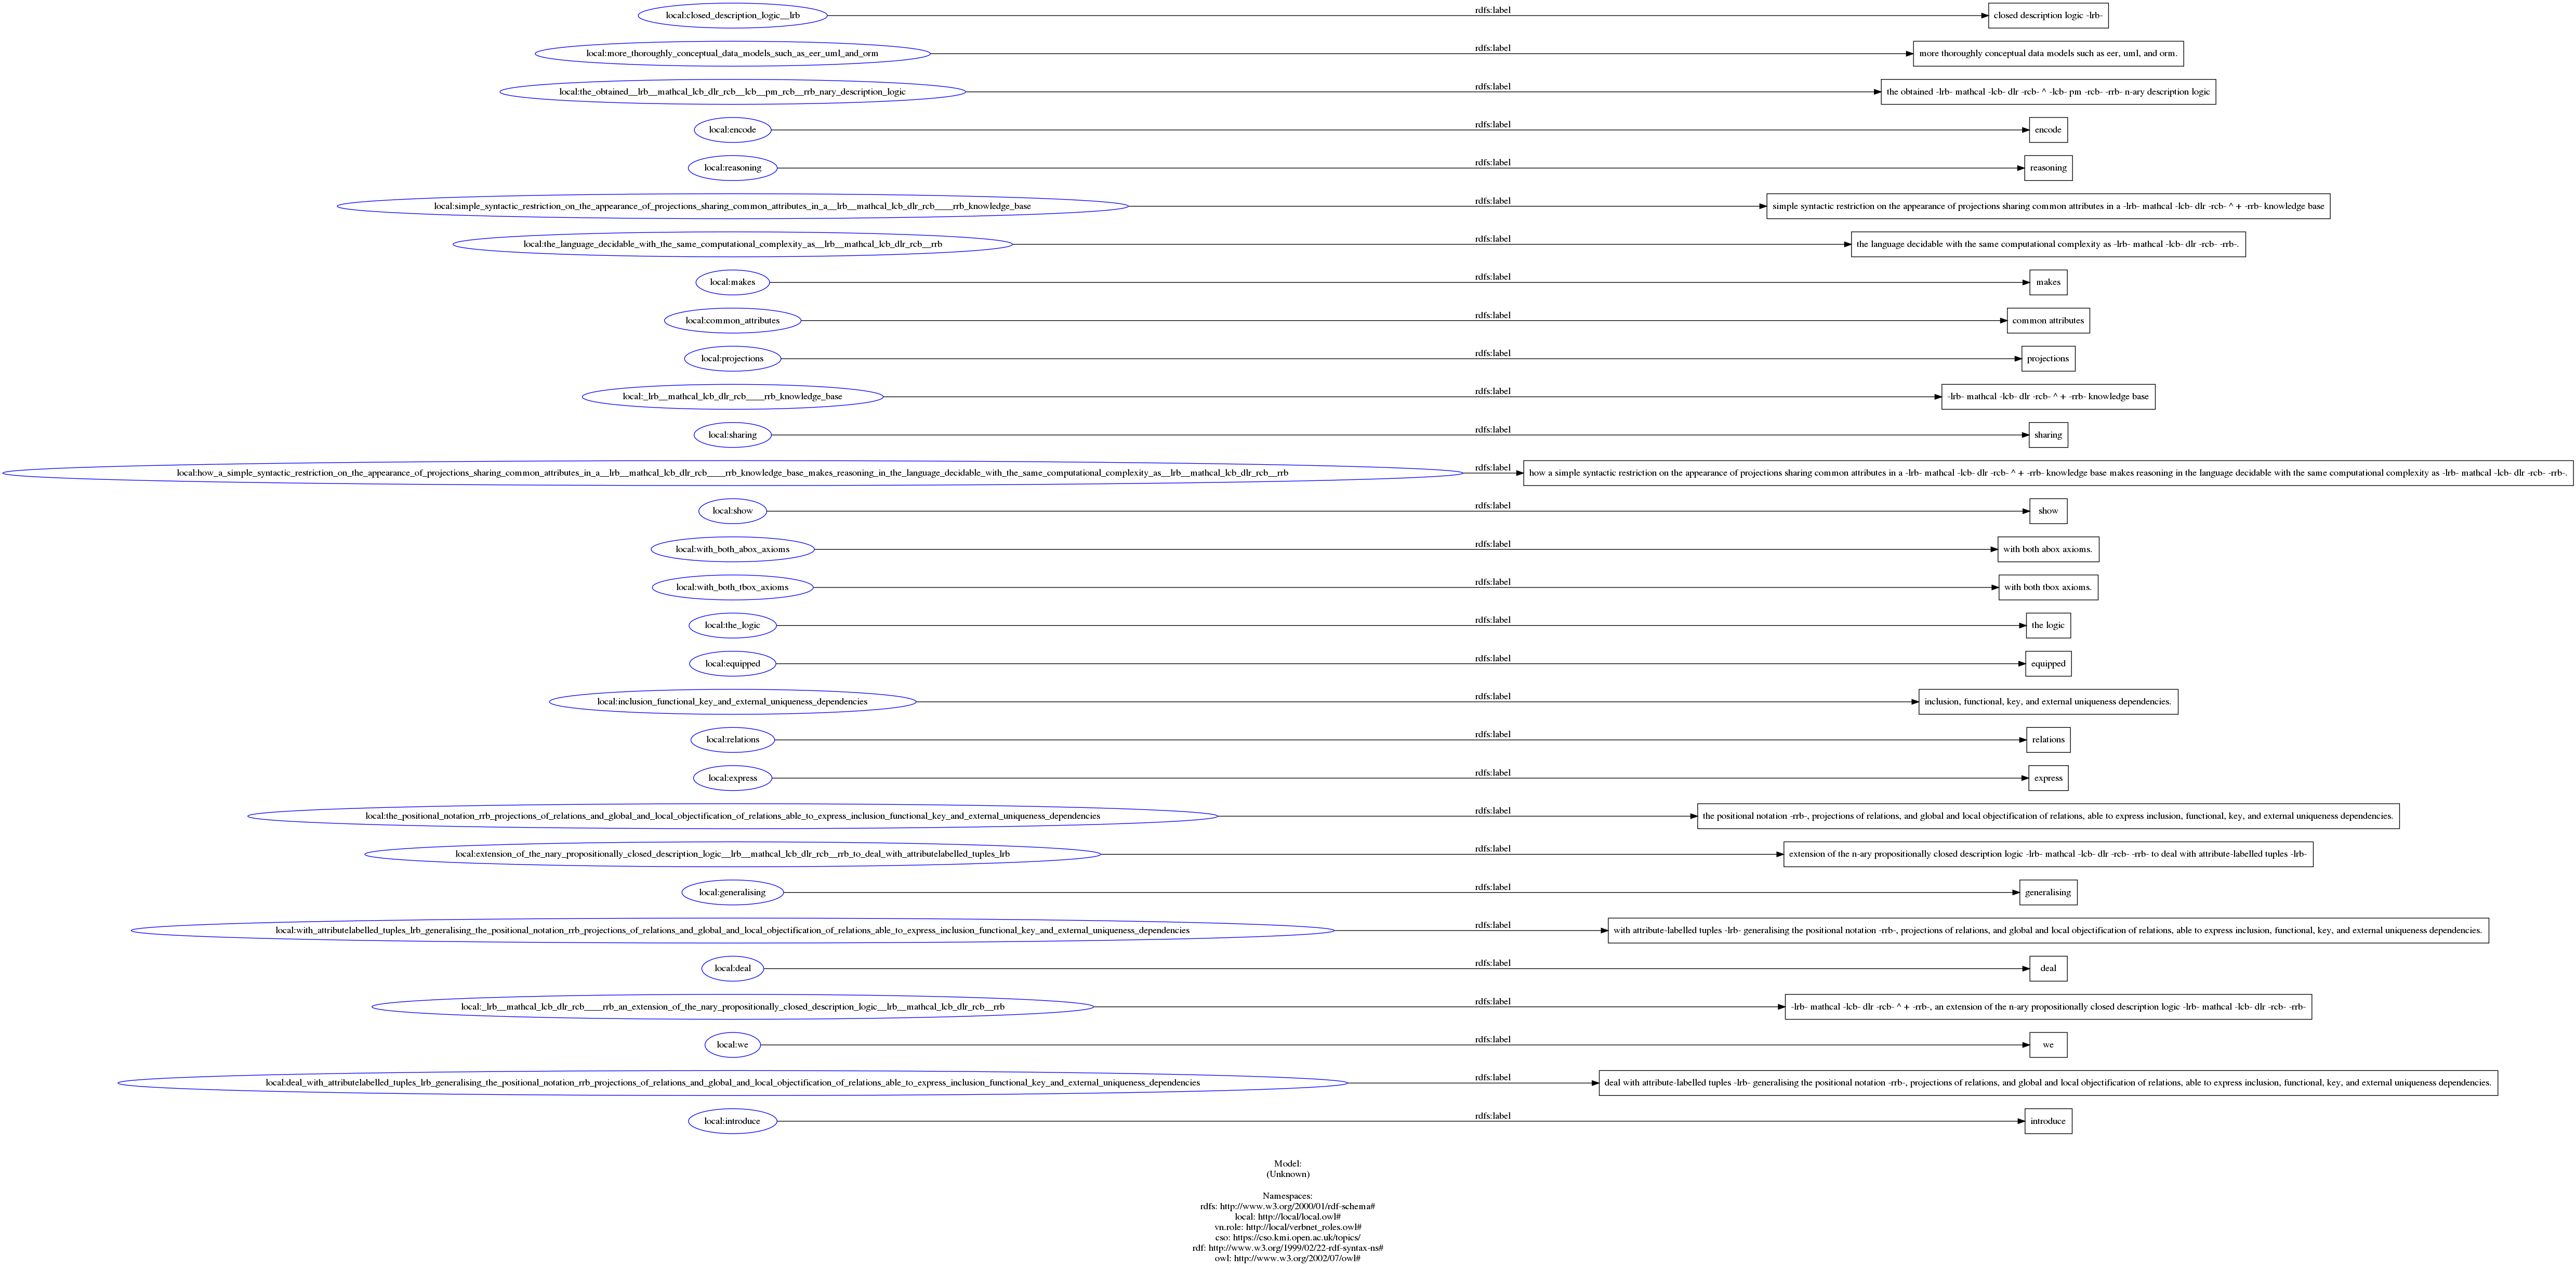 local:closed_description_logic__lrb rdfs:label closed description logic -lrb-
local:more_thoroughly_conceptual_data_models_such_as_eer_uml_and_orm rdfs:label more thoroughly conceptual data models such as eer, uml, and orm.
local:the_obtained__lrb__mathcal_lcb_dlr_rcb__lcb__pm_rcb__rrb_nary_description_logic rdfs:label the obtained -lrb- mathcal -lcb- dlr -rcb- ^ -lcb- pm -rcb- -rrb- n-ary description logic
local:encode rdfs:label encode
local:reasoning rdfs:label reasoning
local:simple_syntactic_restriction_on_the_appearance_of_projections_sharing_common_attributes_in_a__lrb__mathcal_lcb_dlr_rcb____rrb_knowledge_base rdfs:label simple syntactic restriction on the appearance of projections sharing common attributes in a -lrb- mathcal -lcb- dlr -rcb- ^ + -rrb- knowledge base
local:the_language_decidable_with_the_same_computational_complexity_as__lrb__mathcal_lcb_dlr_rcb__rrb rdfs:label the language decidable with the same computational complexity as -lrb- mathcal -lcb- dlr -rcb- -rrb-.
local:makes rdfs:label makes
local:common_attributes rdfs:label common attributes
local:projections rdfs:label projections
local:_lrb__mathcal_lcb_dlr_rcb____rrb_knowledge_base rdfs:label -lrb- mathcal -lcb- dlr -rcb- ^ + -rrb- knowledge base
local:sharing rdfs:label sharing
local:how_a_simple_syntactic_restriction_on_the_appearance_of_projections_sharing_common_attributes_in_a__lrb__mathcal_lcb_dlr_rcb____rrb_knowledge_base_makes_reasoning_in_the_language_decidable_with_the_same_computational_complexity_as__lrb__mathcal_lcb_dlr_rcb__rrb rdfs:label how a simple syntactic restriction on the appearance of projections sharing common attributes in a -lrb- mathcal -lcb- dlr -rcb- ^ + -rrb- knowledge base makes reasoning in the language decidable with the same computational complexity as -lrb- mathcal -lcb- dlr -rcb- -rrb-.
local:show rdfs:label show
local:with_both_abox_axioms rdfs:label with both abox axioms.
local:with_both_tbox_axioms rdfs:label with both tbox axioms.
local:the_logic rdfs:label the logic
local:equipped rdfs:label equipped
local:inclusion_functional_key_and_external_uniqueness_dependencies rdfs:label inclusion, functional, key, and external uniqueness dependencies.
local:relations rdfs:label relations
local:express rdfs:label express
local:the_positional_notation_rrb_projections_of_relations_and_global_and_local_objectification_of_relations_able_to_express_inclusion_functional_key_and_external_uniqueness_dependencies rdfs:label the positional notation -rrb-, projections of relations, and global and local objectification of relations, able to express inclusion, functional, key, and external uniqueness dependencies.
local:extension_of_the_nary_propositionally_closed_description_logic__lrb__mathcal_lcb_dlr_rcb__rrb_to_deal_with_attributelabelled_tuples_lrb rdfs:label extension of the n-ary propositionally closed description logic -lrb- mathcal -lcb- dlr -rcb- -rrb- to deal with attribute-labelled tuples -lrb-
local:generalising rdfs:label generalising
local:with_attributelabelled_tuples_lrb_generalising_the_positional_notation_rrb_projections_of_relations_and_global_and_local_objectification_of_relations_able_to_express_inclusion_functional_key_and_external_uniqueness_dependencies rdfs:label with attribute-labelled tuples -lrb- generalising the positional notation -rrb-, projections of relations, and global and local objectification of relations, able to express inclusion, functional, key, and external uniqueness dependencies.
local:deal rdfs:label deal
local:_lrb__mathcal_lcb_dlr_rcb____rrb_an_extension_of_the_nary_propositionally_closed_description_logic__lrb__mathcal_lcb_dlr_rcb__rrb rdfs:label -lrb- mathcal -lcb- dlr -rcb- ^ + -rrb-, an extension of the n-ary propositionally closed description logic -lrb- mathcal -lcb- dlr -rcb- -rrb-
local:we rdfs:label we
local:deal_with_attributelabelled_tuples_lrb_generalising_the_positional_notation_rrb_projections_of_relations_and_global_and_local_objectification_of_relations_able_to_express_inclusion_functional_key_and_external_uniqueness_dependencies rdfs:label deal with attribute-labelled tuples -lrb- generalising the positional notation -rrb-, projections of relations, and global and local objectification of relations, able to express inclusion, functional, key, and external uniqueness dependencies.
local:introduce rdfs:label introduce
Model:
(Unknown)
Namespaces:
rdfs: http://www.w3.org/2000/01/rdf-schema#
local: http://local/local.owl#
vn.role: http://local/verbnet_roles.owl#
cso: https://cso.kmi.open.ac.uk/topics/
rdf: http://www.w3.org/1999/02/22-rdf-syntax-ns#
owl: http://www.w3.org/2002/07/owl#